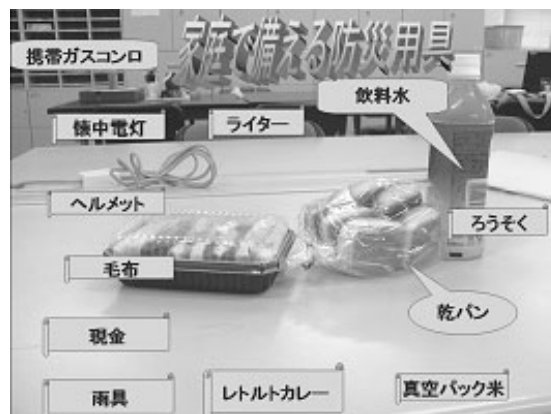 家庭で備える防災用具
携帯ガスコンロ
飲料水
懐中電灯
ライター
ヘルメット
ろうそく
毛布
乾パン
現金
雨具
レトルトカレー
真空パック米